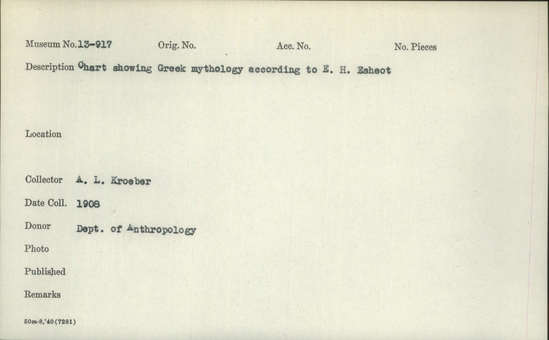 Museum No. 13-917 Orig. No. Acc. No. No. Pieces
Description Chart showing Greek mythology according to E. H. Esheot
Location
Collector A. L. Kroeber
Date Coll. 1908
Donor Dept. of Anthropology
Photo
Published
Remarks
50m-8,'40(7281)